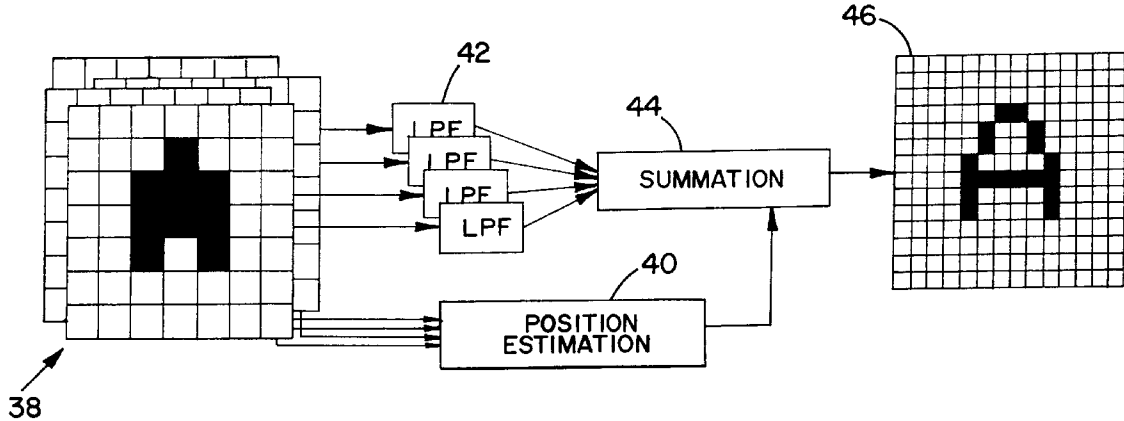 46
42
44
LPF
LPF
LPF
LPF
SUMMATION
40
POSITION
ESTIMATION
38